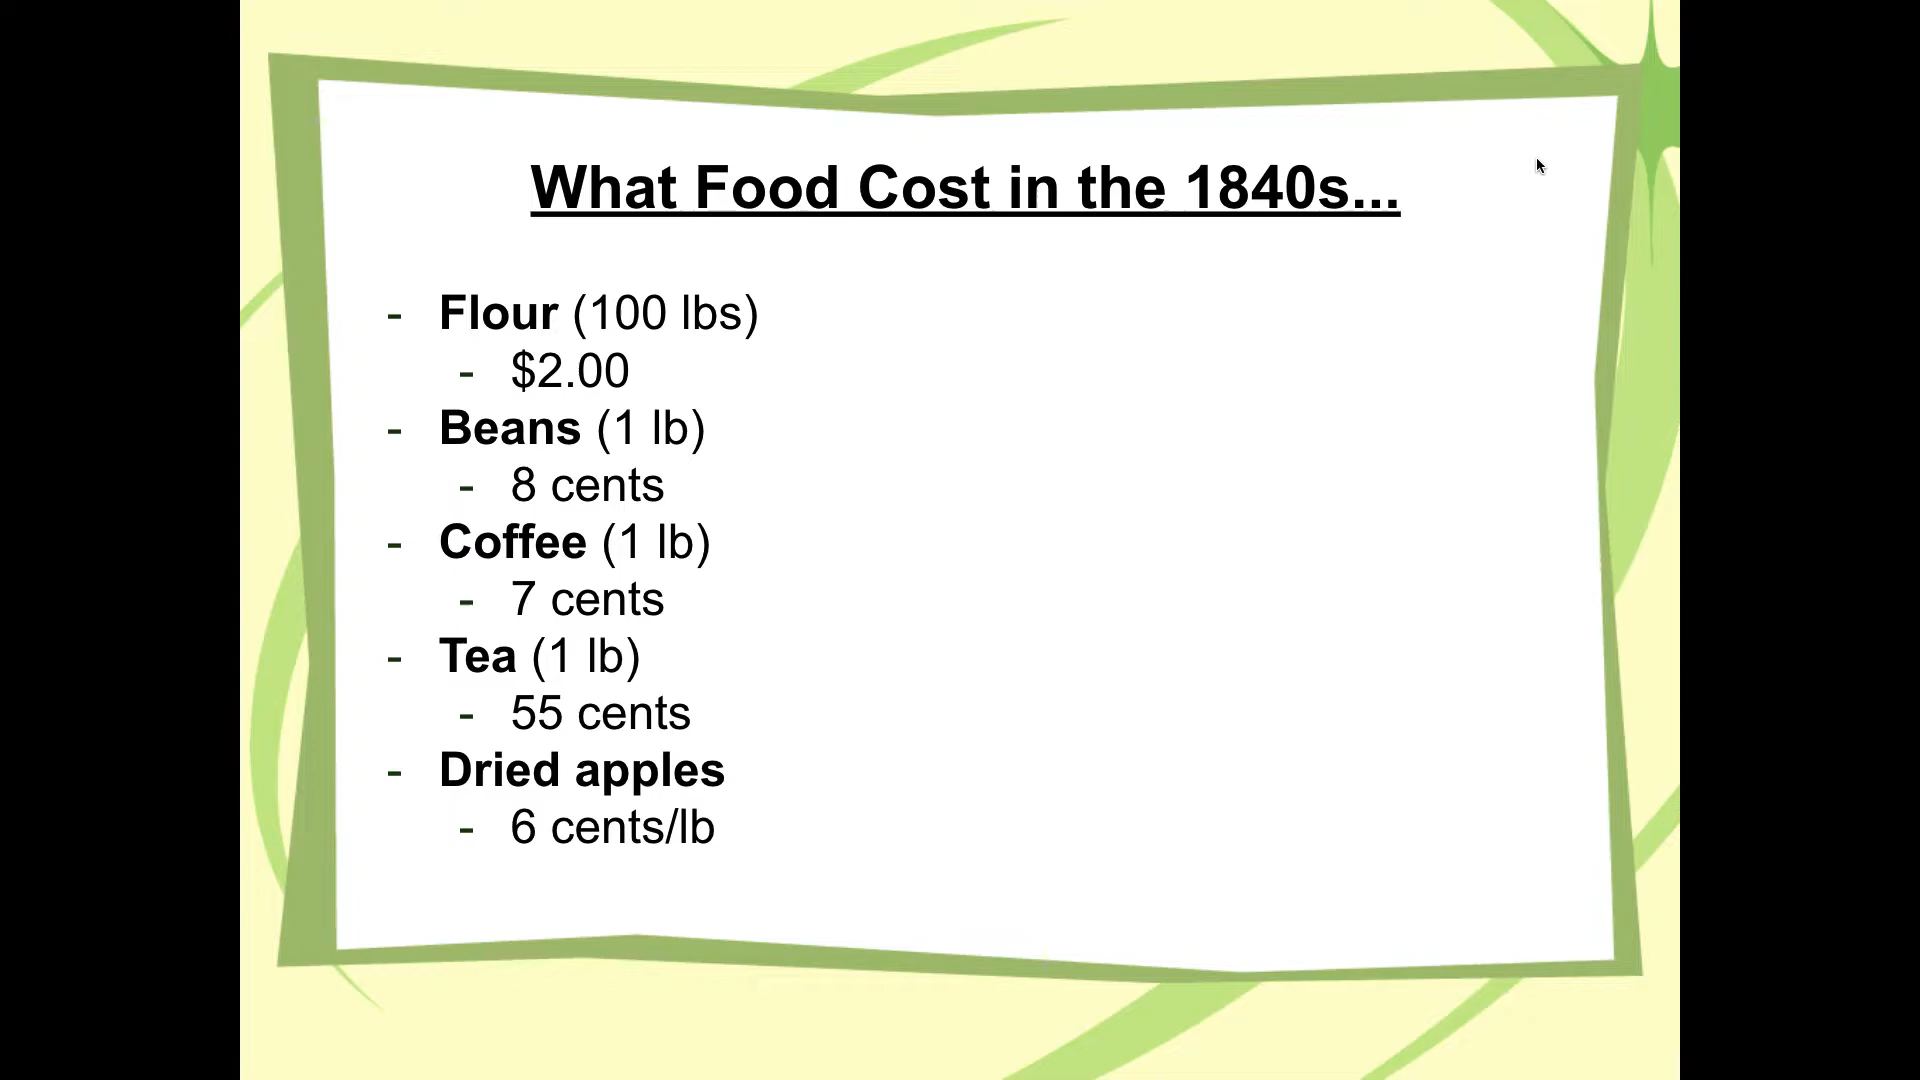 What Food Cost in the 1840s...
- Flour (100 lbs)
- $2.00
- Beans (1 lb)
- 8 cents
- Coffee (1 lb)
- 7 cents
- Tea (1 lb)
- 55 cents
- Dried apples
- 6 cents/lb